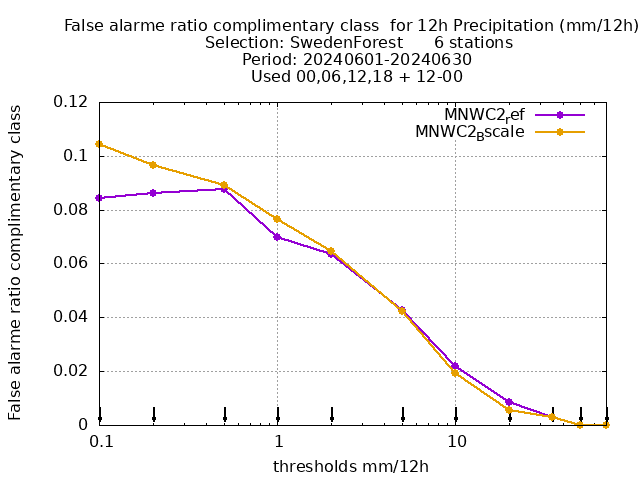 False alarme ratio complimentary class  for 12h Precipitation (mm/12h)
Selection: SwedenForest      6 stations
Period: 20240601-20240630
Used 00,06,12,18 + 12-00
False alarme ratio complimentary class
0.12
0.1
0.08
0.06
0.04
0.02
0
MNWC2ref
MNWC2Bscale
0.1 1 10
thresholds mm/12h